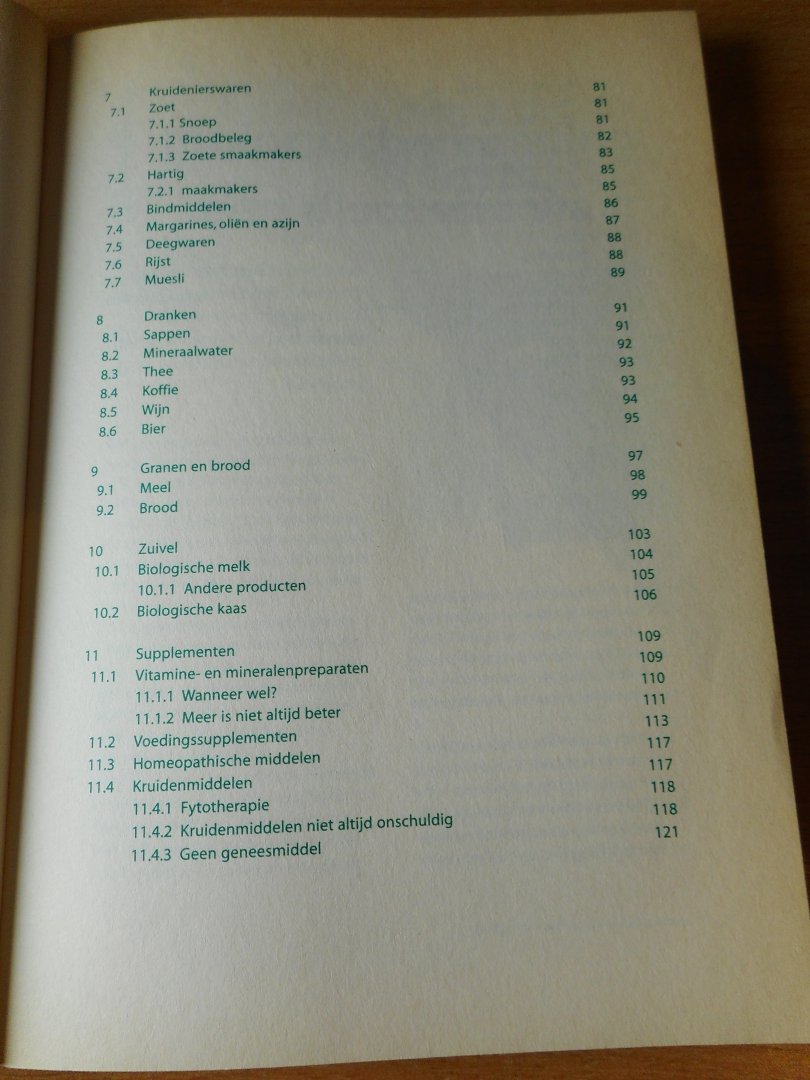 7 Kruidenierswaren 81
7.1 Zoet 81
7.1.1 Snoep 81
7.1.2 Broodbeleg 82
7.1.3 Zoete smaakmakers 83
7.2 Hartig 85
7.2.1 maakmakers 85
7.3 Bindmiddelen 86
7.4 Margarines, oliën en azijn 87
7.5 Deegwaren 88
7.6 Rijst 88
7.7 Muesli 89
8 Dranken 91
8.1 Sappen 91
8.2 Mineraalwater 92
8.3 Thee 93
8.4 Koffie 93
8.5 Wijn 94
8.6 Bier 95
9 Granen en brood 97
9.1 Meel 98
9.2 Brood 99
10 Zuivel 103
10.1 Biologische melk 104
10.1.1 Andere producten 105
10.2 Biologische kaas 106
11 Supplementen 109
11.1 Vitamine- en mineralenpreparaten 109
11.1.1 Wanneer wel? 110
11.1.2 Meer is niet altijd beter 111
11.2 Voedingssupplementen 113
11.3 Homeopathische middelen 117
11.4 Kruidenmiddelen 117
11.4.1 Fytotherapie 118
11.4.2 Kruidenmiddelen niet altijd onschuldig 118
11.4.3 Geen geneesmiddel 121